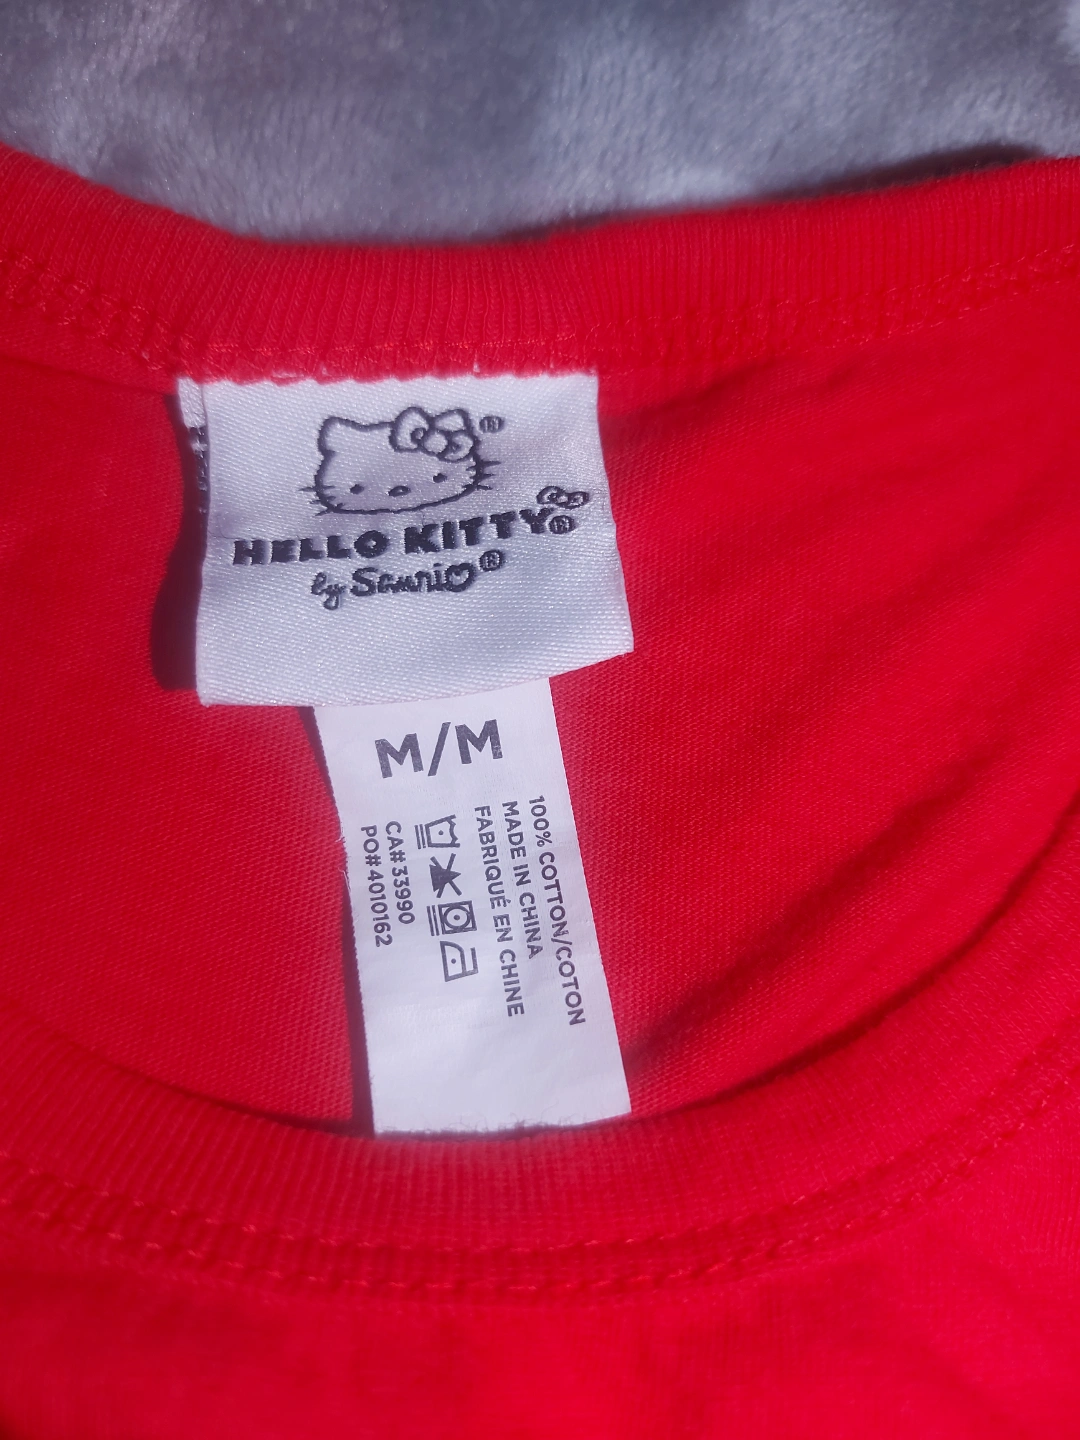 ®
HELLO KITTY®
by Sanrio®
M/M
100% COTTON/COTON
MADE IN CHINA
FABRIQUÉ EN CHINE
CA#33990
PO#4010162